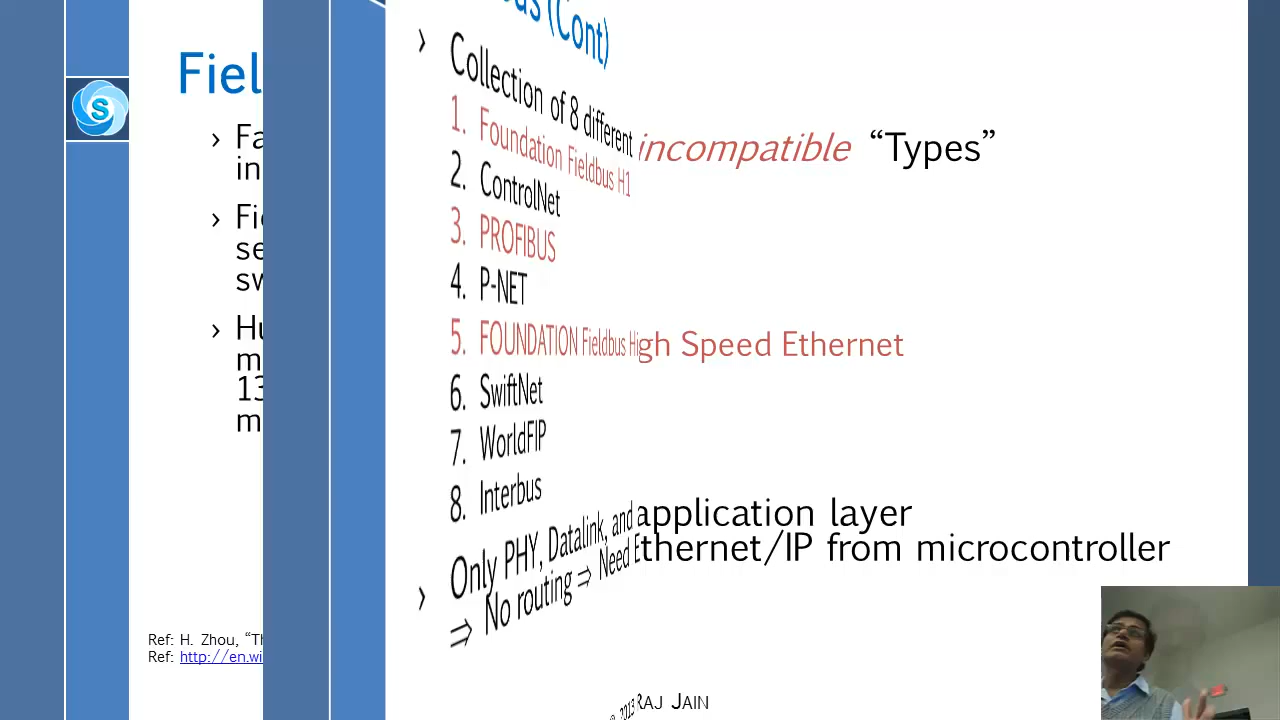 S
Fiel
› Fa
in
› Fie
se
sw
› Hu
m
13
m
Ref: H. Zhou, “Th
Ref: http://en.wi
(Cont)
› Collection of 8 different incompatible “Types”
1. Foundation Fieldbus H1
2. ControlNet
3. PROFIBUS
4. P-NET
5. FOUNDATION Fieldbus High Speed Ethernet
6. SwiftNet
7. WorldFIP
8. Interbus
› Only PHY, Datalink, and application layer
⇒ No routing ⇒ Need Ethernet/IP from microcontroller
2013 RAJ JAIN